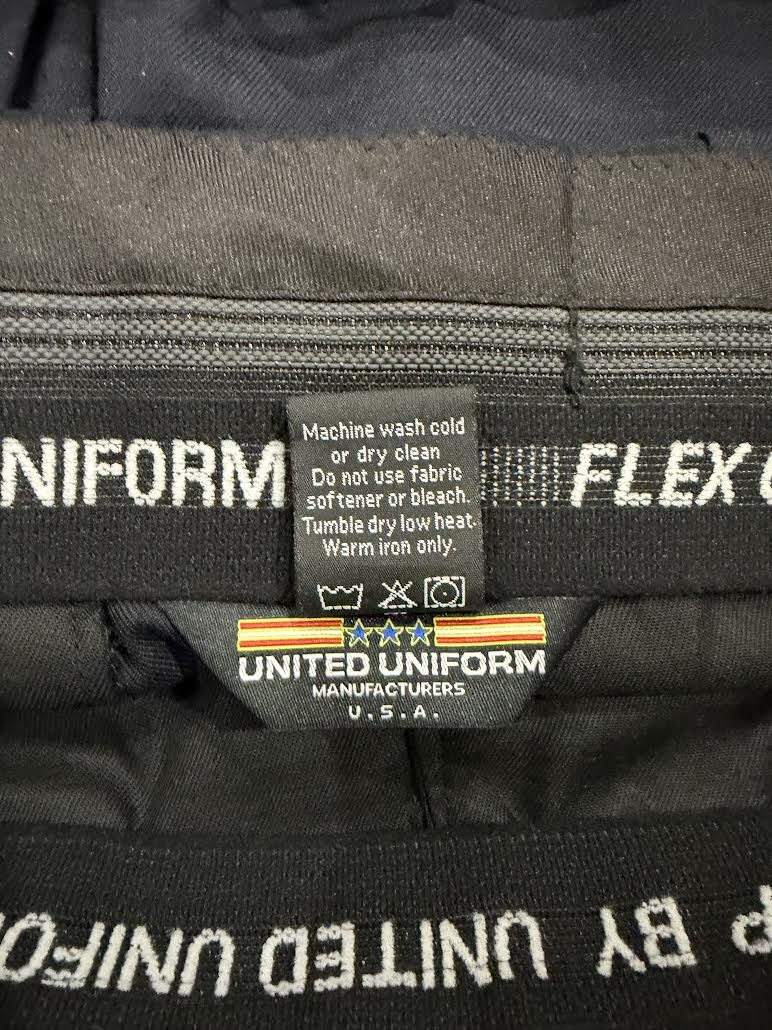 NIFORM
FLEX
Machine wash cold
or dry clean
Do not use fabric
softener or bleach.
Tumble dry low heat.
Warm iron only.
UNITED UNIFORM
MANUFACTURERS
U.S.A.
P BY UNITED UNIFO